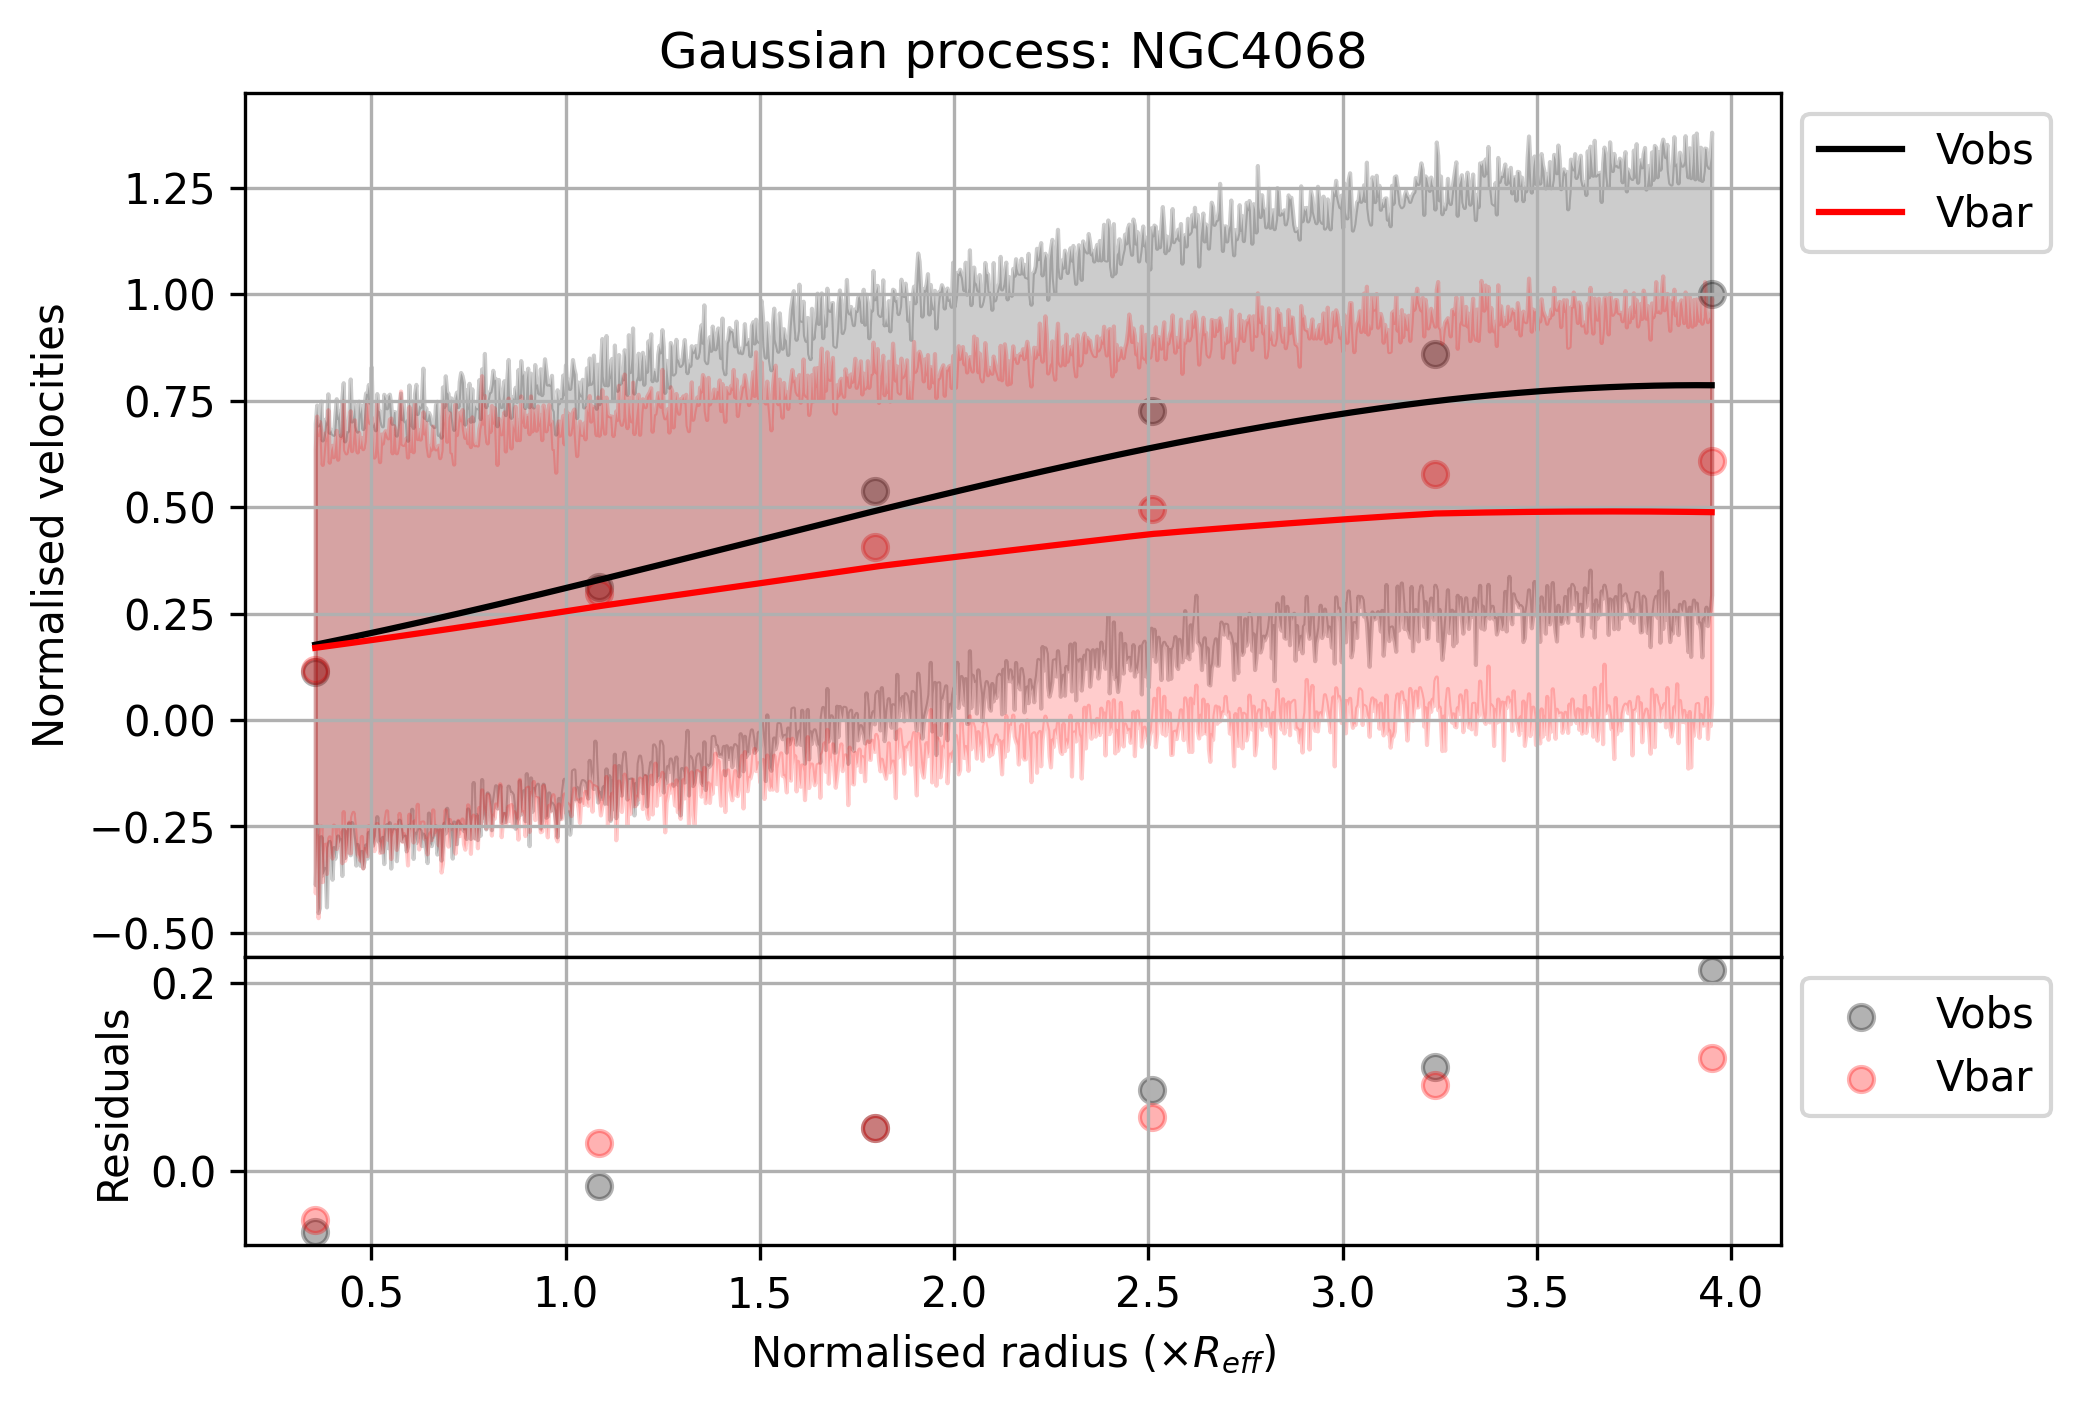 Gaussian process: NGC4068
Normalised velocities
1.25
1.00
0.75
0.50
0.25
0.00
−0.25
−0.50
Vobs
Vbar
Residuals
0.2
0.0
Vobs
Vbar
0.5 1.0 1.5 2.0 2.5 3.0 3.5 4.0
Normalised radius (×R_eff)